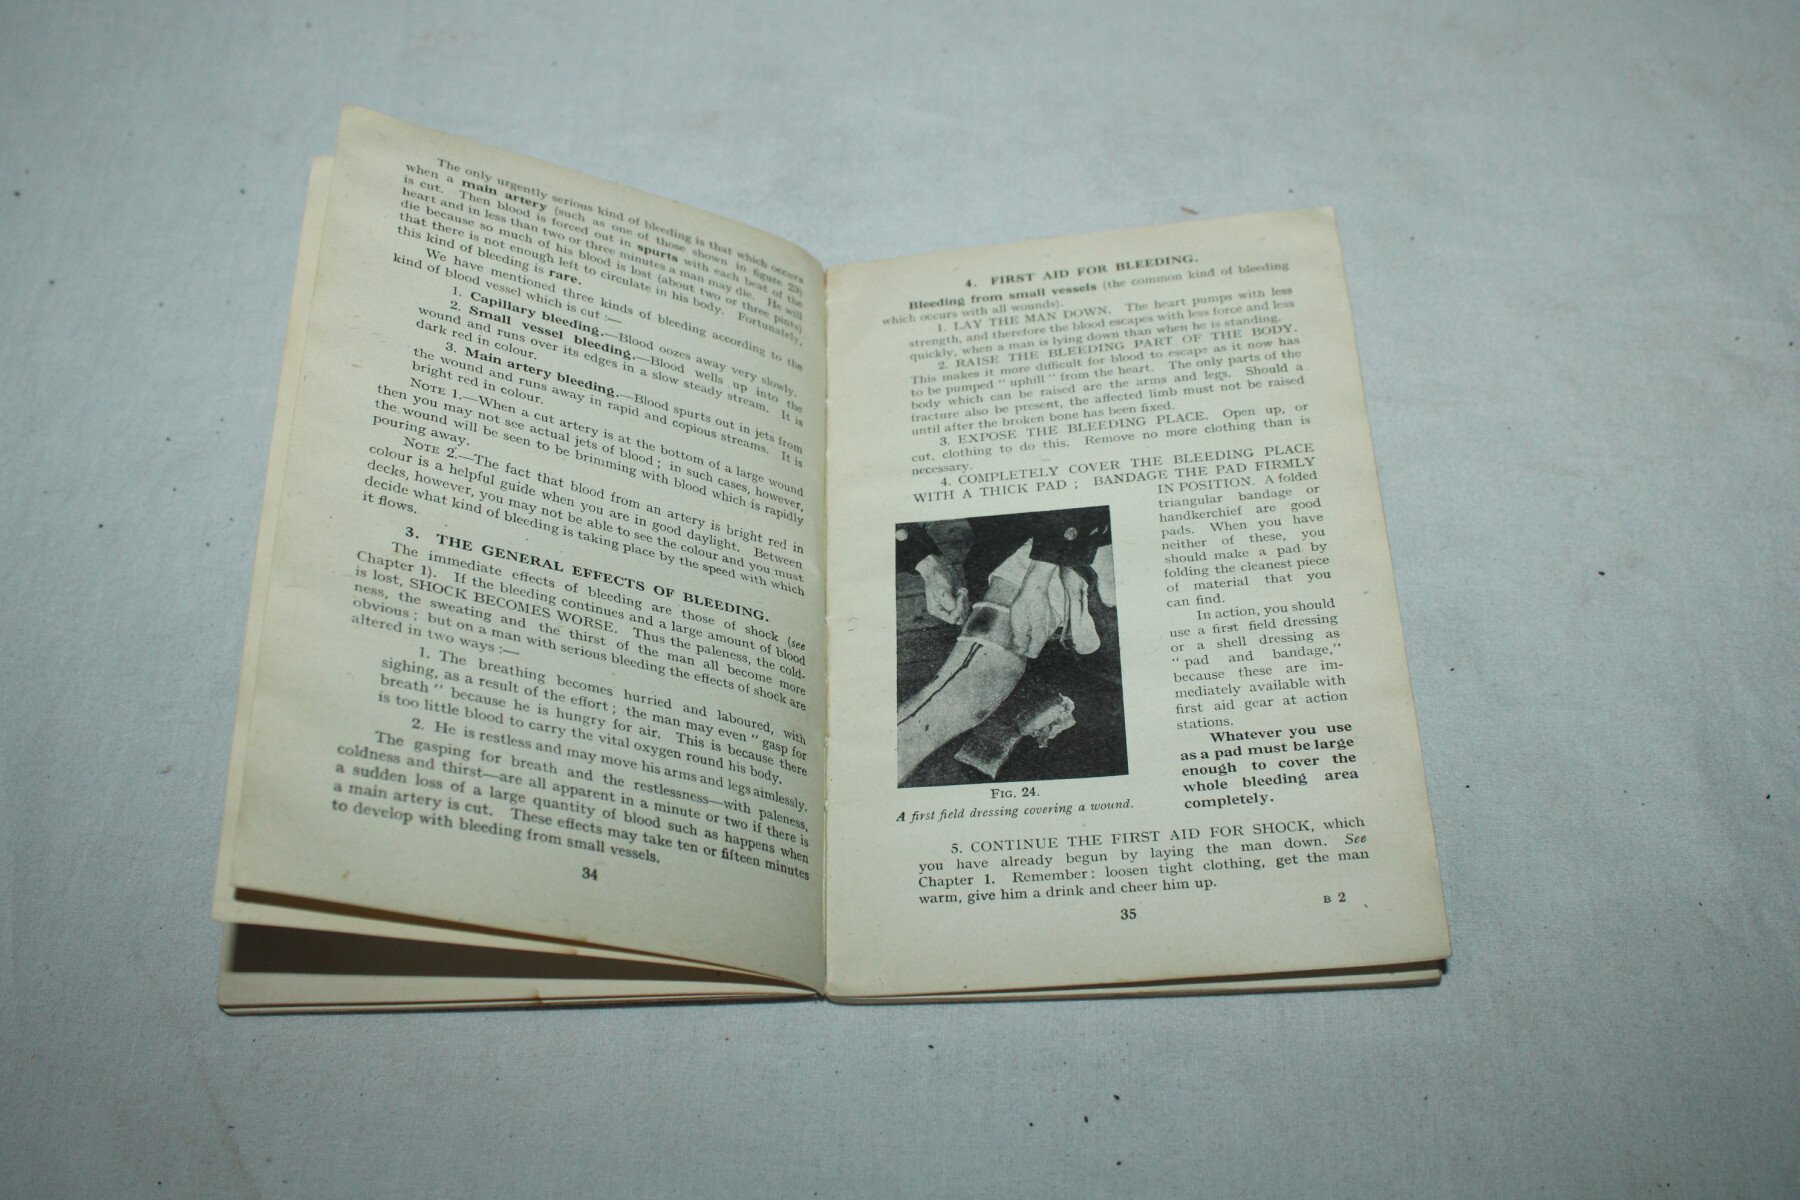 The only urgently serious kind of bleeding is that which occurs
when a main artery (such as one of those shown in figure 23)
is cut. Then blood is forced out in spurts with each beat of the
heart and in less than two or three minutes a man may die. He will
die because so much of his blood is lost (about two or three pints)
that there is not enough left to circulate in his body. Fortunately,
this kind of bleeding is rare.
We have mentioned three kinds of bleeding according to the
kind of blood vessel which is cut :—
1. Capillary bleeding.—Blood oozes away very slowly.
2. Small vessel bleeding.—Blood wells up into the
wound and runs over its edges in a slow steady stream. It is
dark red in colour.
3. Main artery bleeding.—Blood spurts out in jets from
the wound and runs away in rapid and copious streams. It is
bright red in colour.
NOTE 1.—When a cut artery is at the bottom of a large wound
then you may not see actual jets of blood ; in such cases, however,
the wound will be seen to be brimming with blood which is rapidly
pouring away.
NOTE 2.—The fact that blood from an artery is bright red in
colour is a helpful guide when you are in good daylight. Between
decks, however, you may not be able to see the colour and you must
decide what kind of bleeding is taking place by the speed with which
it flows.
3. THE GENERAL EFFECTS OF BLEEDING.
The immediate effects of bleeding are those of shock (see
Chapter 1). If the bleeding continues and a large amount of blood
is lost, SHOCK BECOMES WORSE. Thus the paleness, the cold-
ness, the sweating and the thirst of the man all become more
obvious : but on a man with serious bleeding the effects of shock are
altered in two ways :—
1. The breathing becomes hurried and laboured, with
sighing, as a result of the effort ; the man may even " gasp for
breath " because he is hungry for air. This is because there
is too little blood to carry the vital oxygen round his body.
2. He is restless and may move his arms and legs aimlessly.
The gasping for breath and the restlessness—with paleness,
coldness and thirst—are all apparent in a minute or two if there is
a sudden loss of a large quantity of blood such as happens when
a main artery is cut. These effects may take ten or fifteen minutes
to develop with bleeding from small vessels.
34
4. FIRST AID FOR BLEEDING.
Bleeding from small vessels (the common kind of bleeding
which occurs with all wounds).
1. LAY THE MAN DOWN. The heart pumps with less
strength, and therefore the blood escapes with less force and less
quickly, when a man is lying down than when he is standing.
2. RAISE THE BLEEDING PART OF THE BODY.
This makes it more difficult for blood to escape as it now has
to be pumped " uphill " from the heart. The only parts of the
body which can be raised are the arms and legs. Should a
fracture also be present, the affected limb must not be raised
until after the broken bone has been fixed.
3. EXPOSE THE BLEEDING PLACE. Open up, or
cut, clothing to do this. Remove no more clothing than is
necessary.
4. COMPLETELY COVER THE BLEEDING PLACE
WITH A THICK PAD ; BANDAGE THE PAD FIRMLY
IN POSITION. A folded
triangular bandage or
handkerchief are good
pads. When you have
neither of these, you
should make a pad by
folding the cleanest piece
of material that you
can find.
In action, you should
use a first field dressing
or a shell dressing as
" pad and bandage,"
because these are im-
mediately available with
first aid gear at action
stations.
Whatever you use
as a pad must be large
enough to cover the
whole bleeding area
completely.
FIG. 24.
A first field dressing covering a wound.
5. CONTINUE THE FIRST AID FOR SHOCK, which
you have already begun by laying the man down. See
Chapter 1. Remember: loosen tight clothing, get the man
warm, give him a drink and cheer him up.
35
B 2